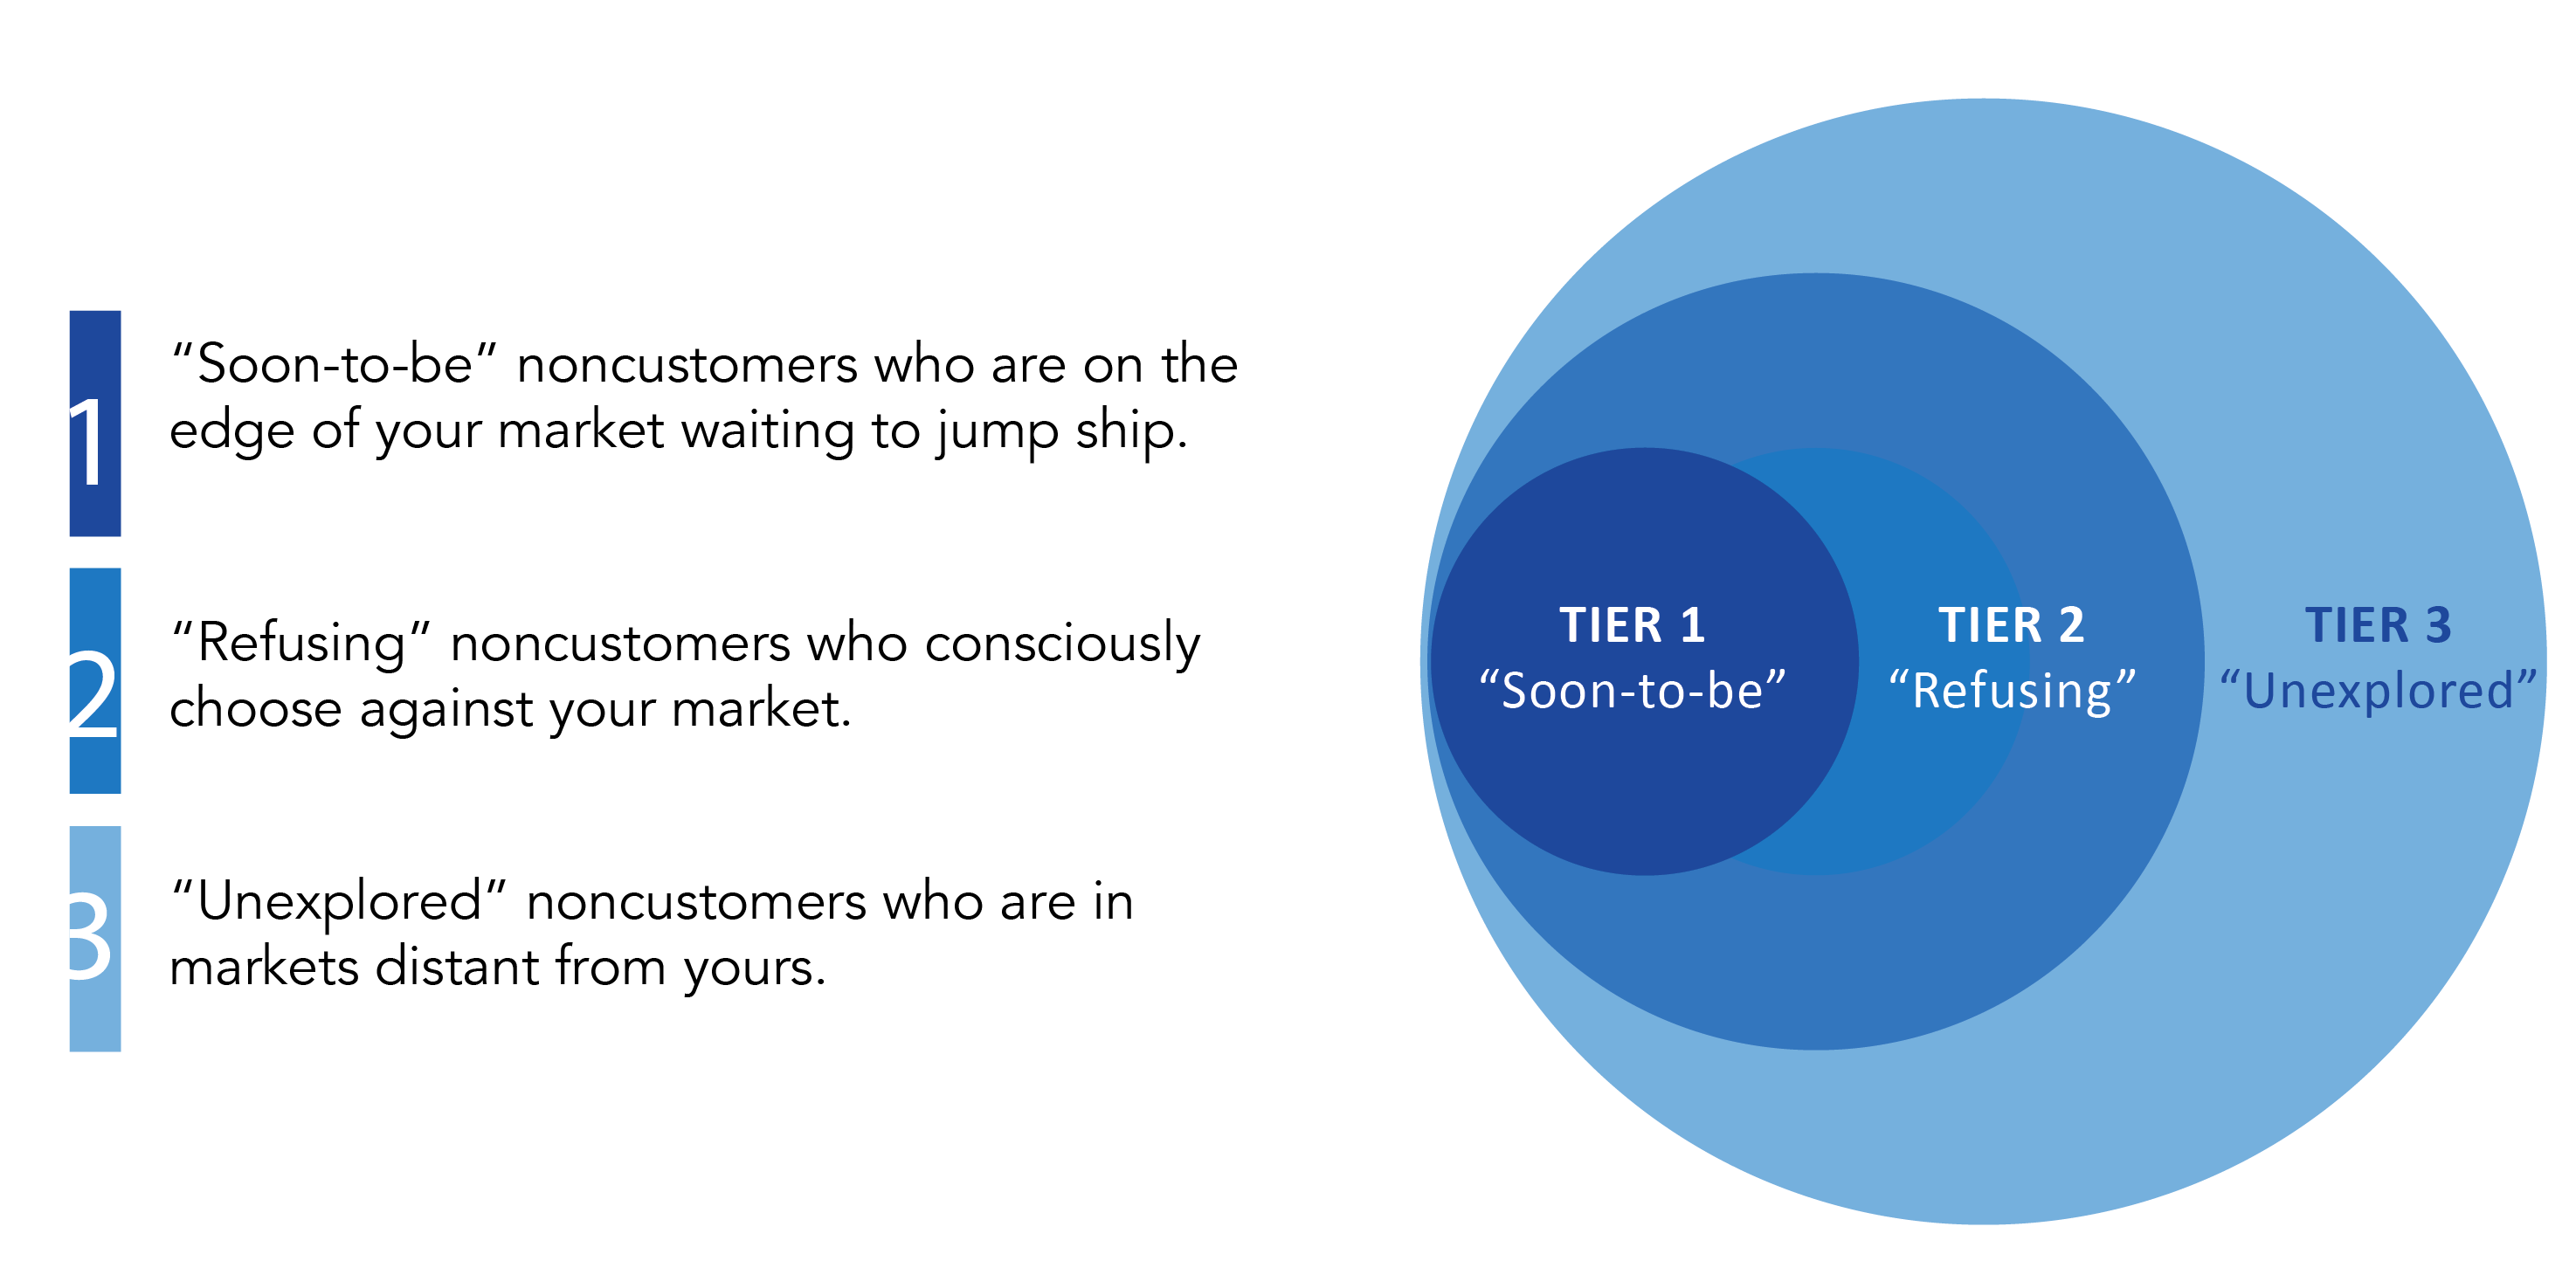 1
“Soon-to-be” noncustomers who are on the
edge of your market waiting to jump ship.
2
“Refusing” noncustomers who consciously
choose against your market.
3
“Unexplored” noncustomers who are in
markets distant from yours.
TIER 1
“Soon-to-be”
TIER 2
“Refusing”
TIER 3
“Unexplored”